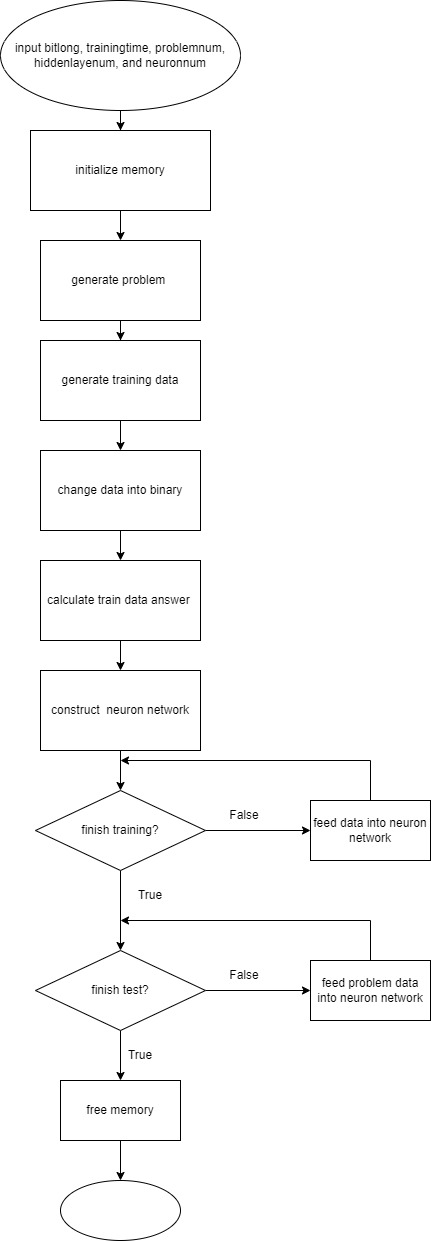 input bitlong, trainingtime, problemnum,
hiddenlayenum, and neuronnum
initialize memory
generate problem
generate training data
change data into binary
calculate train data answer
construct  neuron network
finish training?
False
feed data into neuron
network
True
finish test?
False
feed problem data
into neuron network
True
free memory